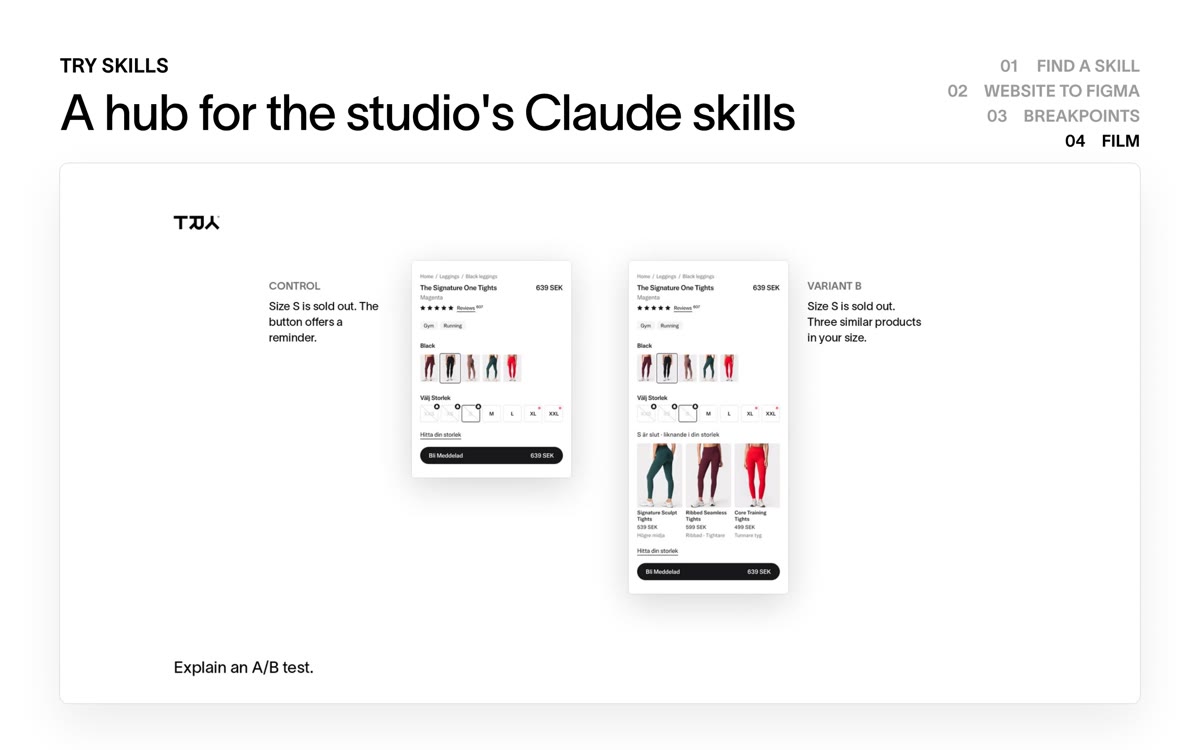 TRY SKILLS
A hub for the studio's Claude skills
01 FIND A SKILL
02 WEBSITE TO FIGMA
03 BREAKPOINTS
04 FILM
TRY
CONTROL
Size S is sold out. The
button offers a
reminder.
Home / Leggings / Black leggings
The Signature One Tights 639 SEK
Magenta
Reviews
Gym Running
Black
Välj Storlek
M L XL XXL
Hitta din storlek
Bli Meddelad 639 SEK
Home / Leggings / Black leggings
The Signature One Tights 639 SEK
Magenta
Reviews
Gym Running
Black
Välj Storlek
M L XL XXL
S är slut - liknande i din storlek
Signature Sculpt
Tights
539 SEK
Högre midja
Ribbed Seamless
Tights
599 SEK
Ribbad · Tightare
Core Training
Tights
499 SEK
Tunnare tyg
Hitta din storlek
Bli Meddelad 639 SEK
VARIANT B
Size S is sold out.
Three similar products
in your size.
Explain an A/B test.